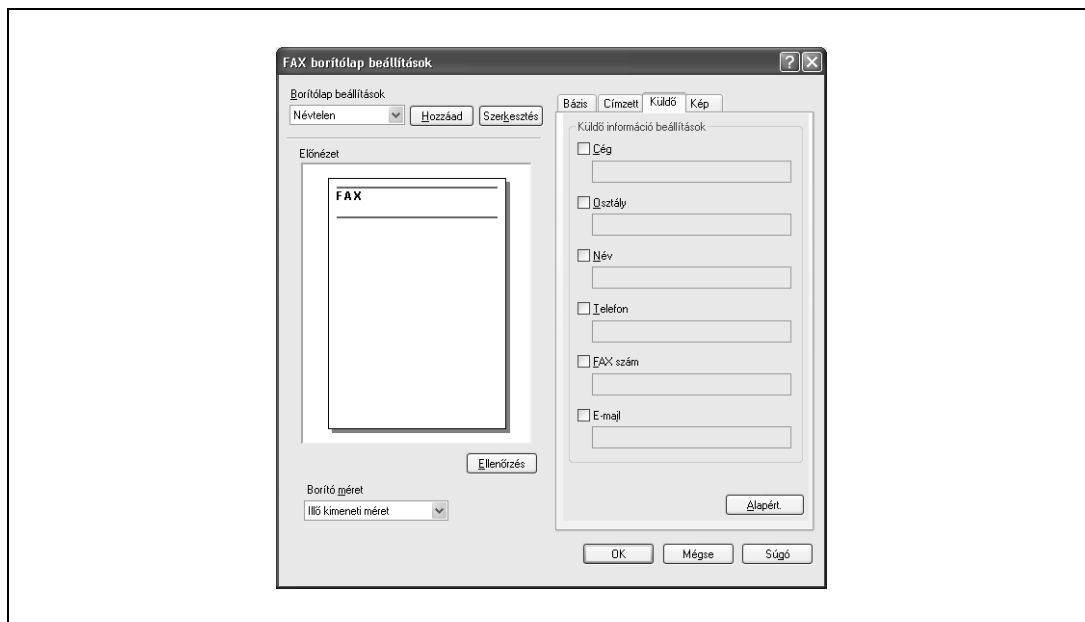 FAX borítólap beállítások
Borítólap beállítások
Névtelen
Hozzáad
Szerkesztés
Előnézet
FAX
Ellenőrzés
Borító méret
Illő kimeneti méret
Bázis
Címzett
Küldő
Kép
Küldő információ beállítások
Cég
Osztály
Név
Telefon
FAX szám
E-mail
Alapért.
OK
Mégse
Súgó